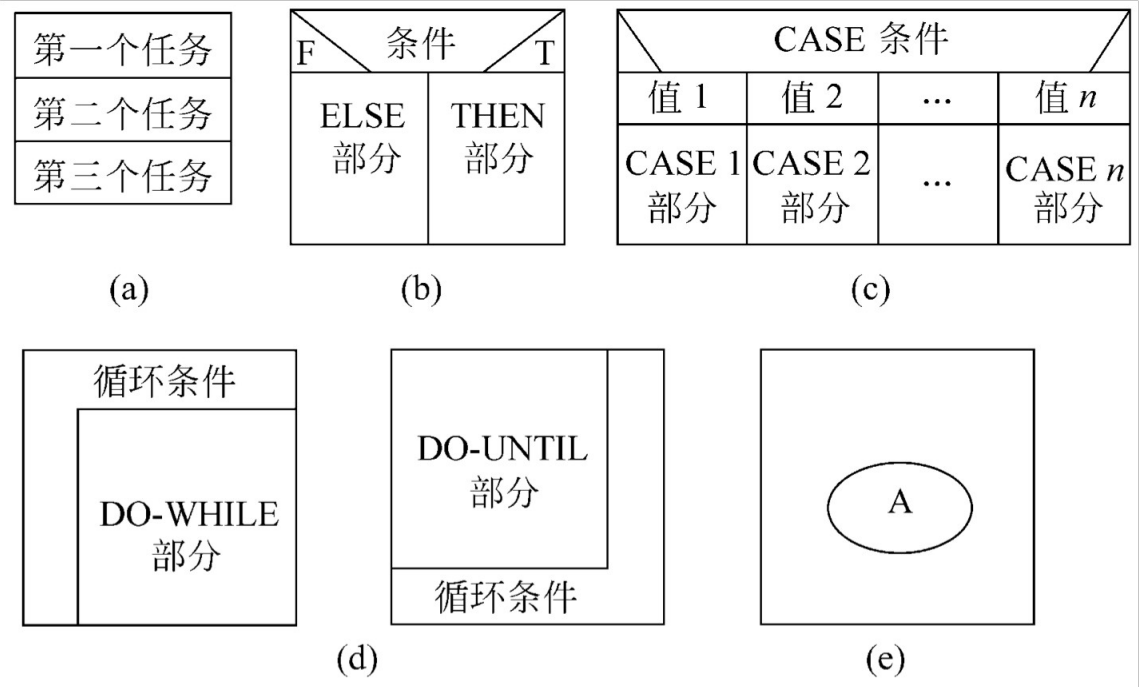 第一个任务
第二个任务
第三个任务
(a)
F 条件 T
ELSE
部分
THEN
部分
(b)
CASE 条件
值 1 值 2 … 值 n
CASE 1
部分
CASE 2
部分
…
CASE n
部分
(c)
循环条件
DO-WHILE
部分
DO-UNTIL
部分
循环条件
(d)
A
(e)